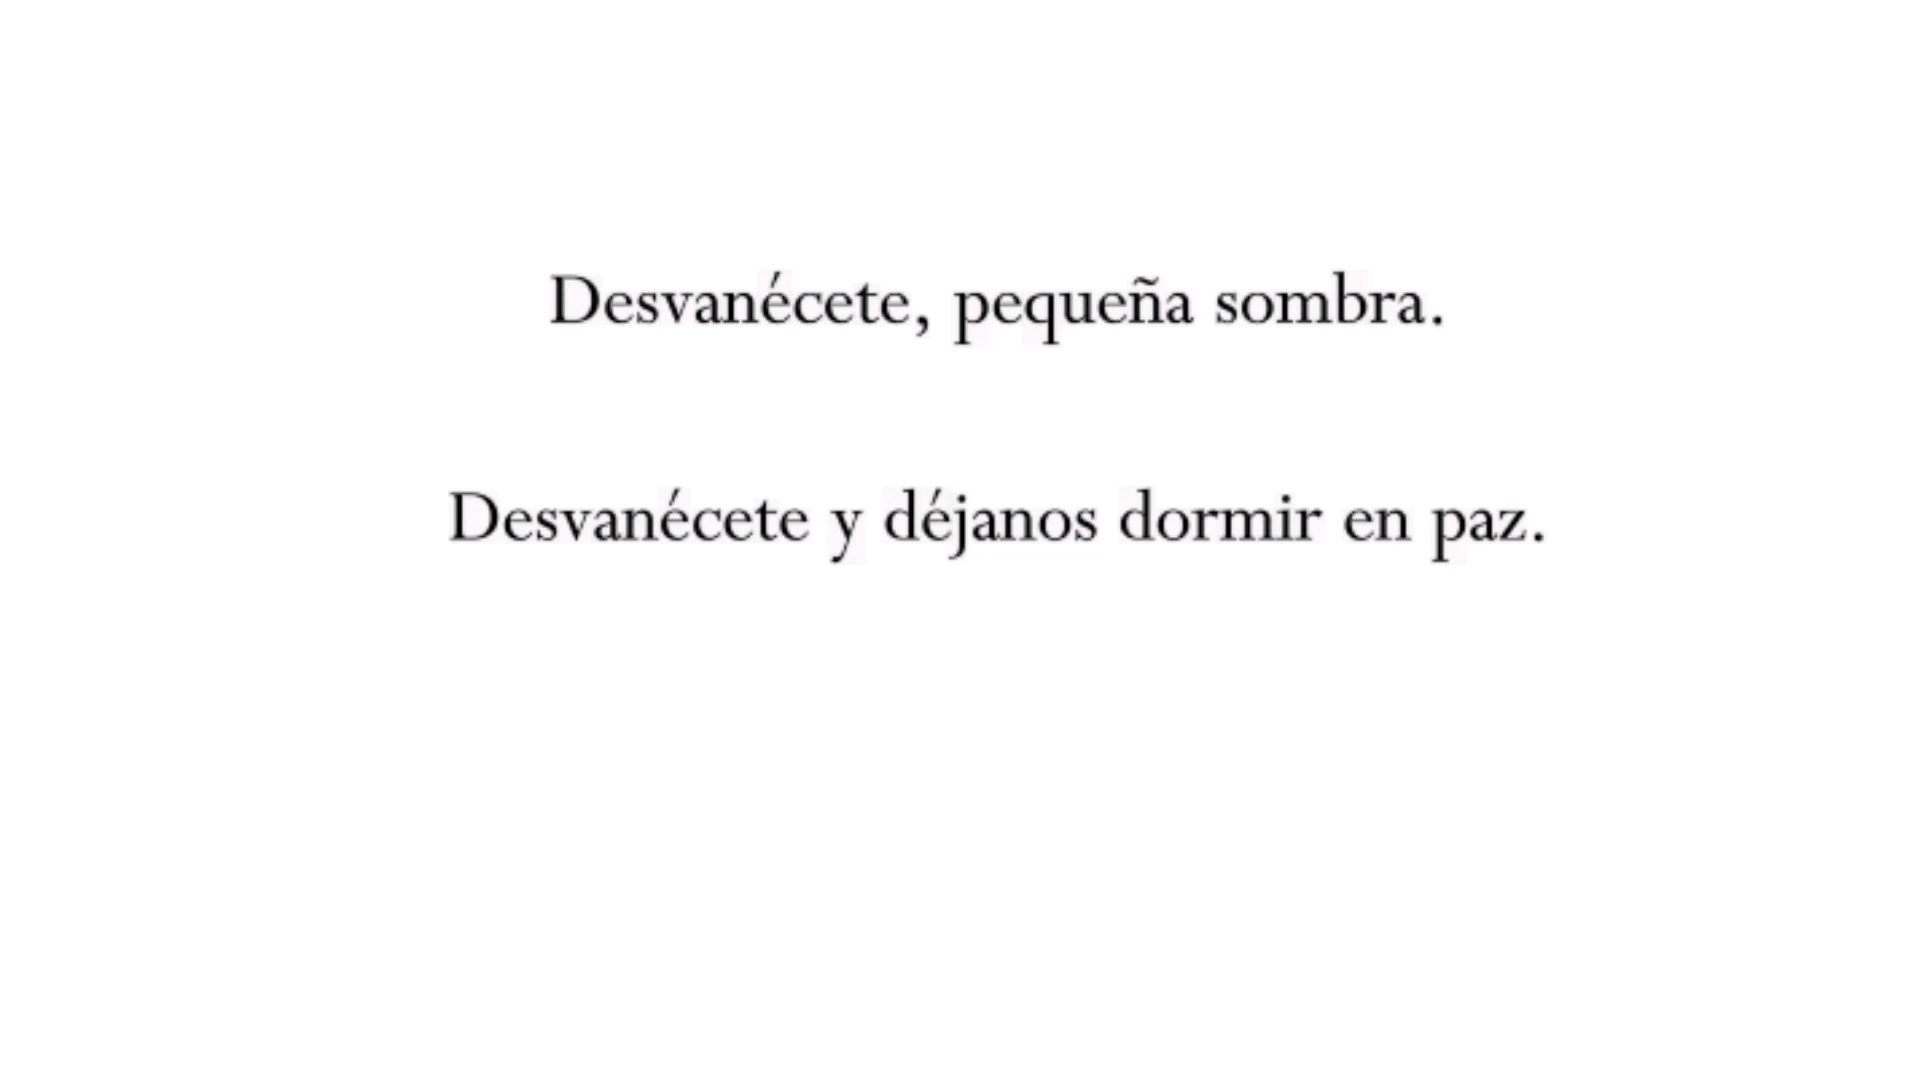 Desvanécete, pequeña sombra.
Desvanécete y déjanos dormir en paz.